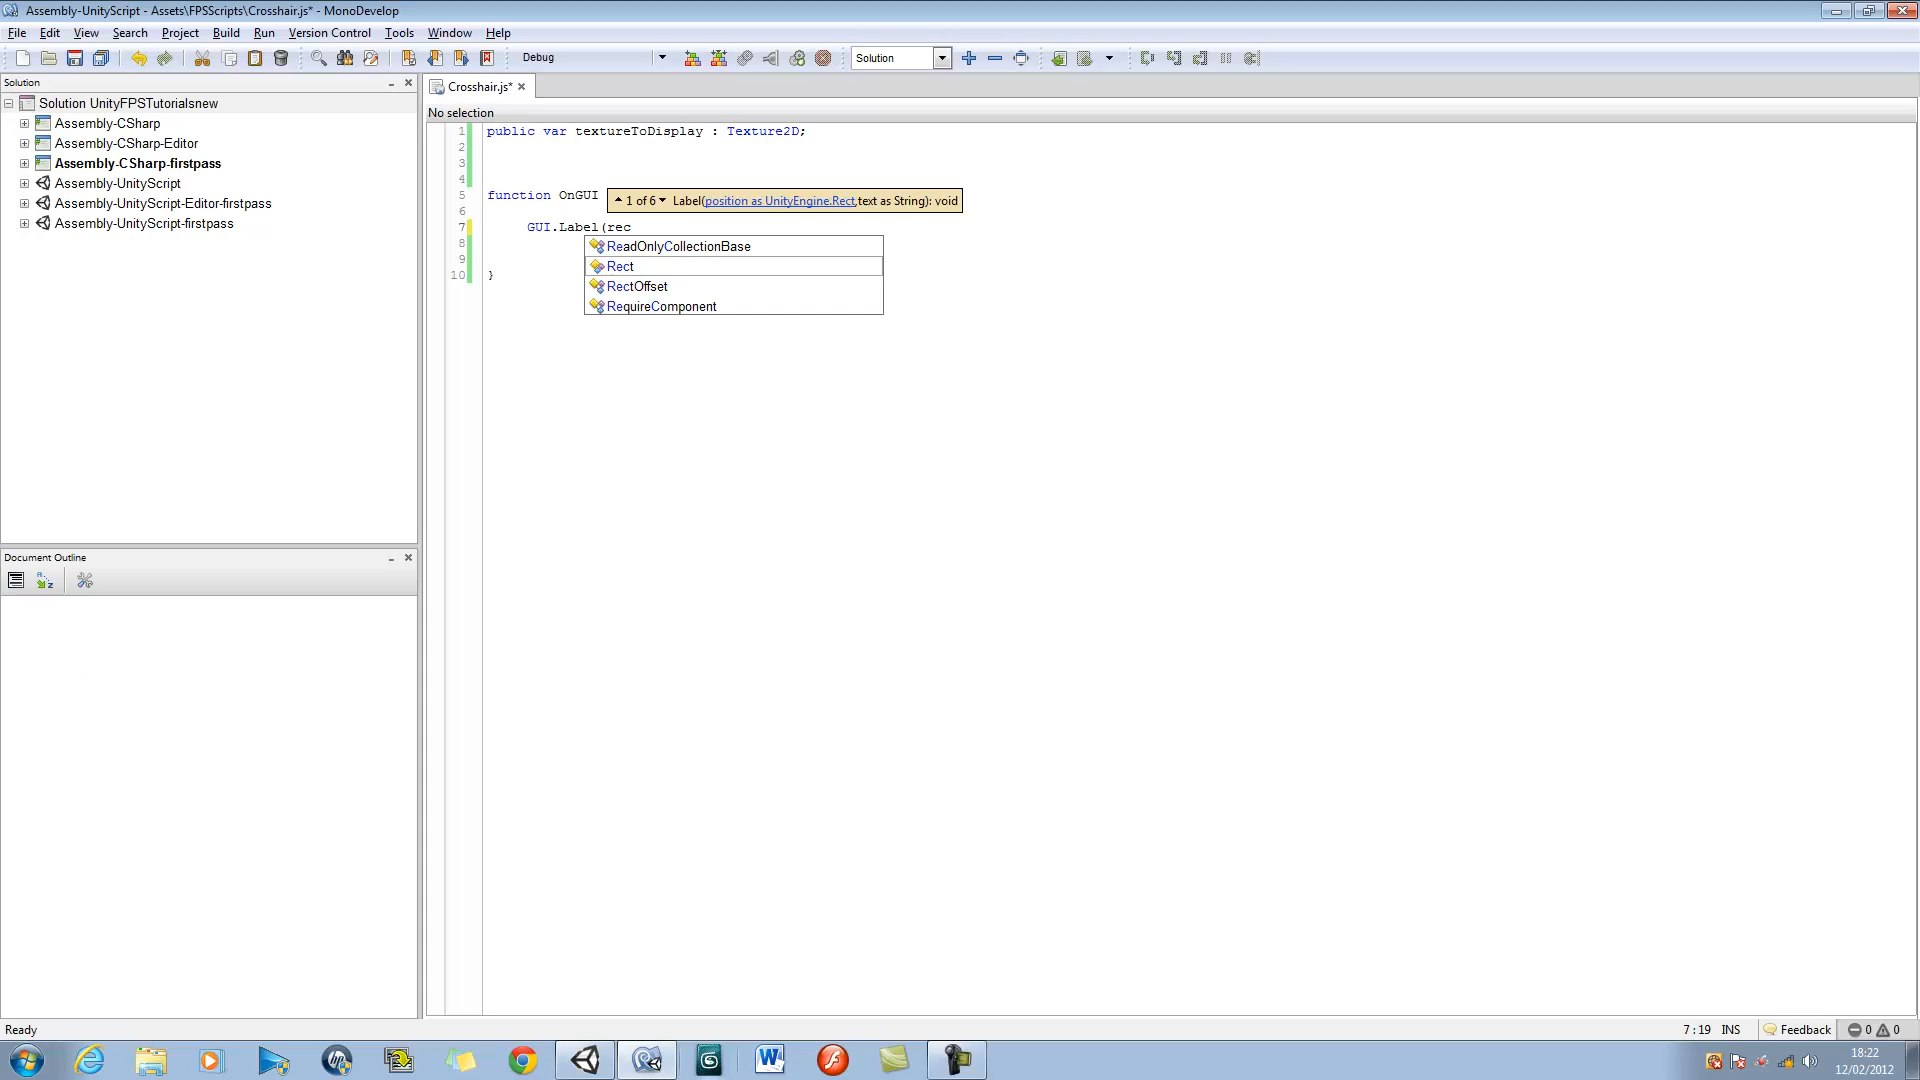 Assembly-UnityScript - Assets\FPSScripts\Crosshair.js* - MonoDevelop
File Edit View Search Project Build Run Version Control Tools Window Help
Debug Solution
Solution
Solution UnityFPSTutorialsnew
Assembly-CSharp
Assembly-CSharp-Editor
Assembly-CSharp-firstpass
Assembly-UnityScript
Assembly-UnityScript-Editor-firstpass
Assembly-UnityScript-firstpass
Document Outline
Crosshair.js*
No selection
1 public var textureToDisplay : Texture2D;
2
3
4
5 function OnGUI
1 of 6 Label(position as UnityEngine.Rect,text as String): void
6
7 GUI.Label(rec
8
9
10 }
ReadOnlyCollectionBase
Rect
RectOffset
RequireComponent
Ready
7 : 19 INS Feedback 0 0
18:22
12/02/2012